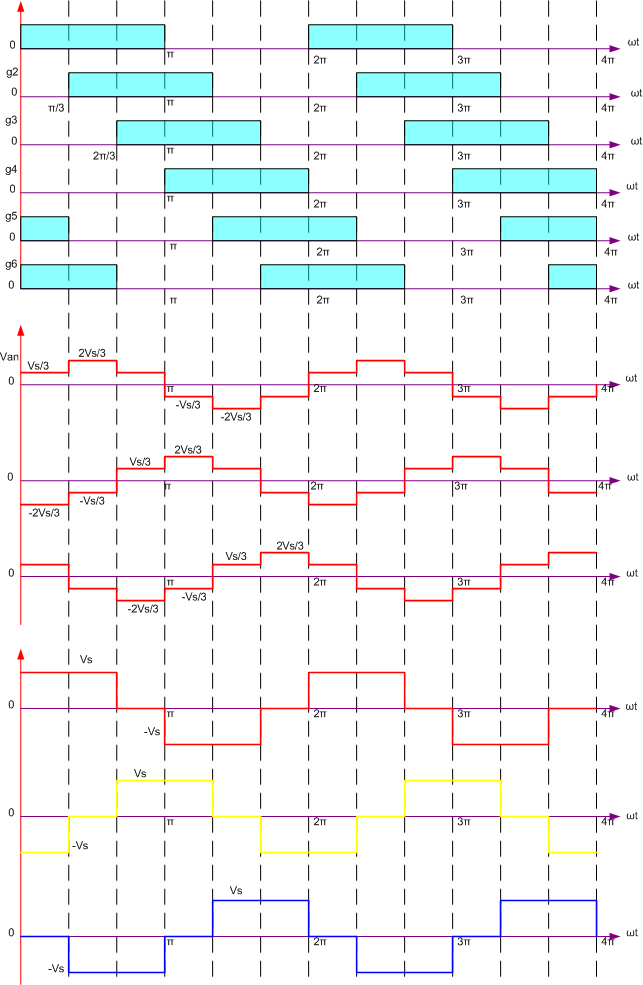 0 π 2π 3π 4π ωt
g2
0 π/3 π 2π 3π 4π ωt
g3
0 2π/3 π 2π 3π 4π ωt
g4
0 π 2π 3π 4π ωt
g5
0 π 2π 3π 4π ωt
g6
0 π 2π 3π 4π ωt
Van Vs/3 2Vs/3
0 π 2π 3π 4π ωt
-Vs/3
-2Vs/3
Vs/3 2Vs/3
0 π 2π 3π 4π ωt
-2Vs/3 -Vs/3
Vs/3 2Vs/3
0 π 2π 3π 4π ωt
-2Vs/3 -Vs/3
Vs
0 π 2π 3π 4π ωt
-Vs
Vs
0 π 2π 3π 4π ωt
-Vs
Vs
0 π 2π 3π 4π ωt
-Vs